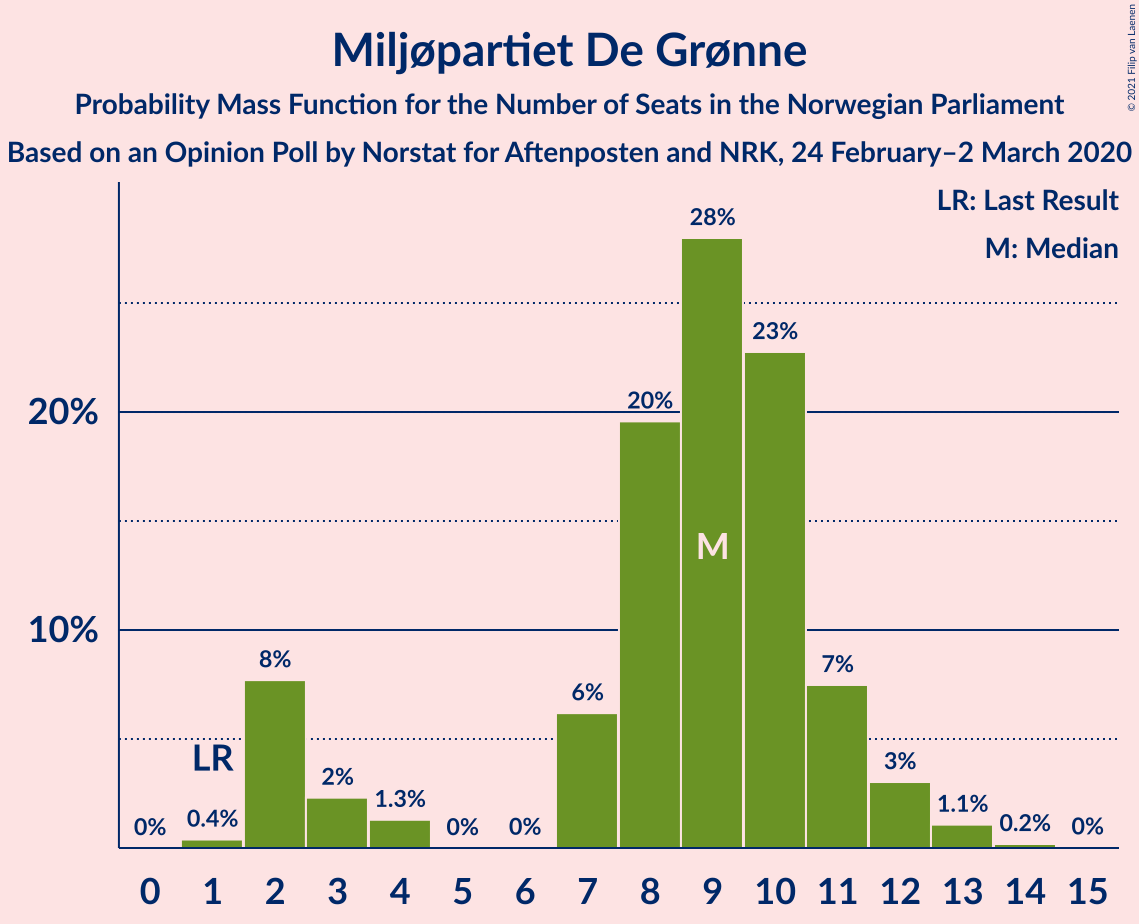 Miljøpartiet De Grønne
Probability Mass Function for the Number of Seats in the Norwegian Parliament
Based on an Opinion Poll by Norstat for Aftenposten and NRK, 24 February–2 March 2020
© 2021 Filip van Laenen
LR: Last Result
M: Median
28%
23%
20%
20%
M
10%
8%
7%
6%
LR
3%
2%
1.3%
1.1%
0.4%
0.2%
0%
0%
0%
0%
0 1 2 3 4 5 6 7 8 9 10 11 12 13 14 15